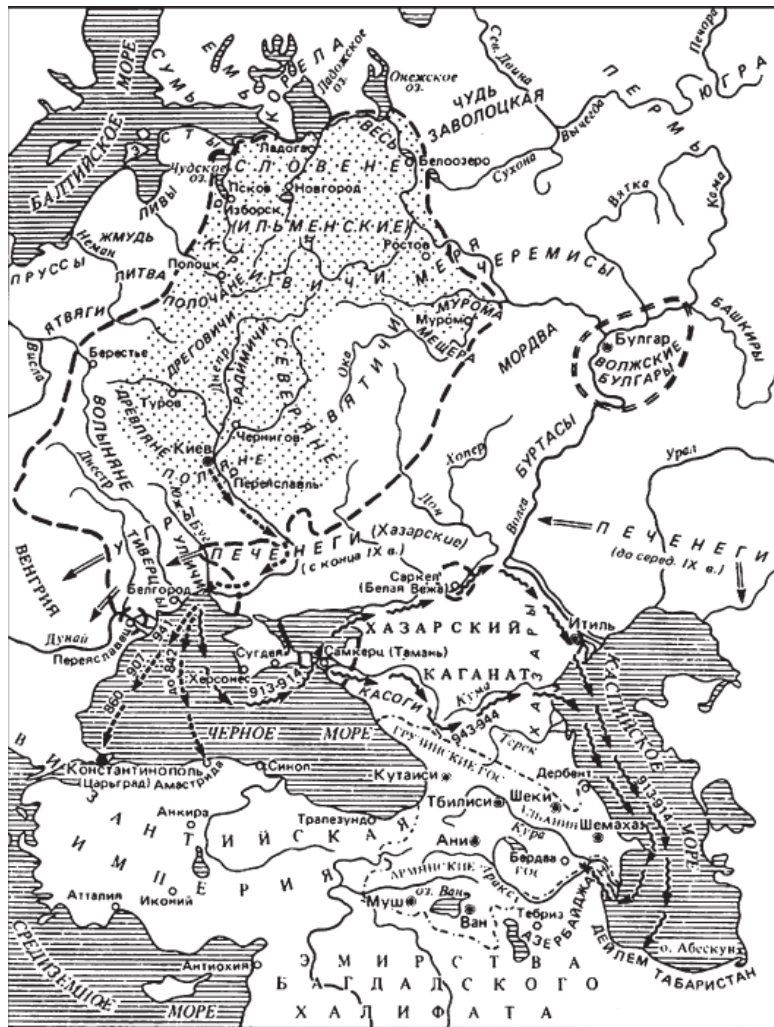 БАЛТИЙСКОЕ МОРЕ
СУМЬ
ЕМЬ
КОРЕЛА
Ладожское оз.
Онежское оз.
Сев. Двина
Печора
ЧУДЬ ЗАВОЛОЦКАЯ
Вычегда
ПЕРМЬ
ЮГРА
Сухона
Вятка
Кама
ЭСТЫ
Чудское оз.
Ладога
ВЕСЬ
Белоозеро
СЛОВЕНЕ
Псков
Новгород
Изборск
(ИЛЬМЕНСКИЕ)
ЛИВЫ
ЖМУДЬ
Неман
ПРУССЫ
ЛИТВА
Полоцк
ПОЛОЧАНЕ
КРИВИЧИ
Ростов
МЕРЯ
ЧЕРЕМИСЫ
МУРОМА
Муром
МЕЩЕРА
МОРДВА
Булгар
ВОЛЖСКИЕ БУЛГАРЫ
БАШКИРЫ
ЯТВЯГИ
Висла
Берестье
ДРЕГОВИЧИ
Днепр
РАДИМИЧИ
СЕВЕРЯНЕ
Ока
ВЯТИЧИ
Туров
ДРЕВЛЯНЕ
Чернигов
ВОЛЫНЯНЕ
Киев
ПОЛЯНЕ
Переяславль
Хопер
БУРТАСЫ
Урал
Днестр
Юж. Буг
Дон
Волга
ПЕЧЕНЕГИ
(до серед. IX в.)
ПЕЧЕНЕГИ
(с конца IX в.)
(Хазарские)
ВЕНГРИЯ
ТИВЕРЦЫ
УЛИЧИ
У
Р
Белгород
Саркел
(Белая Вежа)
Итиль
Дунай
Переяславец
941
907
860
до 842
Сугдея
Херсонес
913-914
Самкерц (Тамань)
ХАЗАРСКИЙ
КАГАНАТ
ХАЗАРЫ
КАСОГИ
Кума
943-944
Терек
КАСПИЙСКОЕ МОРЕ
913-914
ЧЕРНОЕ МОРЕ
ГРУЗИНСКИЕ ГОС.
Кутаиси
Дербент
Константинополь
(Царьград)
Амастрида
Синоп
Тбилиси
Шеки
АЛЬАНИЯ
Шемаха
Кура
Анкира
Трапезунд
Ани
Бердаа
ВИЗАНТИЙСКАЯ
ИМПЕРИЯ
АРМЯНСКИЕ ГОС
Аракс
оз. Ван
Муш
Ван
Тебриз
АЗЕРБАЙДЖАН
Атталия
Иконий
Антиохия
СРЕДИЗЕМНОЕ МОРЕ
о. Абескун
ДЕЙЛЕМ
ТАБАРИСТАН
ЭМИРСТВА
БАГДАДСКОГО
ХАЛИФАТА